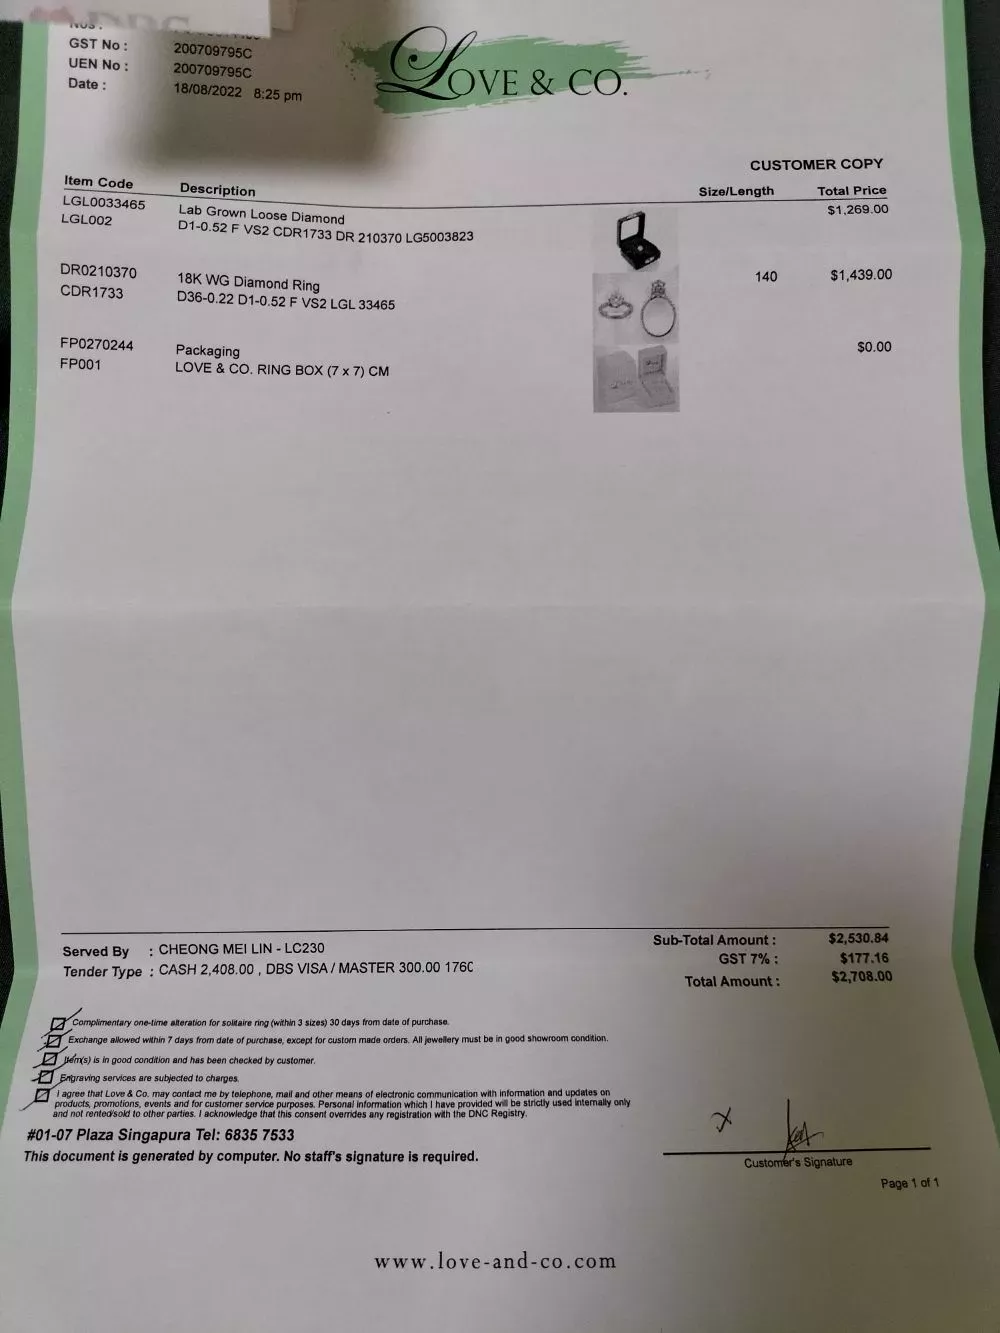 GST No : 200709795C
UEN No : 200709795C
Date : 18/08/2022 8:25 pm
LOVE & CO.
CUSTOMER COPY
Item Code Description Size/Length Total Price
LGL0033465 Lab Grown Loose Diamond $1,269.00
LGL002 D1-0.52 F VS2 CDR1733 DR 210370 LG5003823
DR0210370 18K WG Diamond Ring 140 $1,439.00
CDR1733 D36-0.22 D1-0.52 F VS2 LGL 33465
FP0270244 Packaging $0.00
FP001 LOVE & CO. RING BOX (7 x 7) CM
Served By : CHEONG MEI LIN - LC230
Tender Type : CASH 2,408.00 , DBS VISA / MASTER 300.00 176C
Sub-Total Amount : $2,530.84
GST 7% : $177.16
Total Amount : $2,708.00
Complimentary one-time alteration for solitaire ring (within 3 sizes) 30 days from date of purchase.
Exchange allowed within 7 days from date of purchase, except for custom made orders. All jewellery must be in good showroom condition.
Item(s) is in good condition and has been checked by customer.
Engraving services are subjected to charges.
I agree that Love & Co. may contact me by telephone, mail and other means of electronic communication with information and updates on
products, promotions, events and for customer service purposes. Personal information which I have provided will be strictly used internally only
and not rented/sold to other parties. I acknowledge that this consent overrides any registration with the DNC Registry.
#01-07 Plaza Singapura Tel: 6835 7533
This document is generated by computer. No staff's signature is required.
x
Customer's Signature
Page 1 of 1
www.love-and-co.com